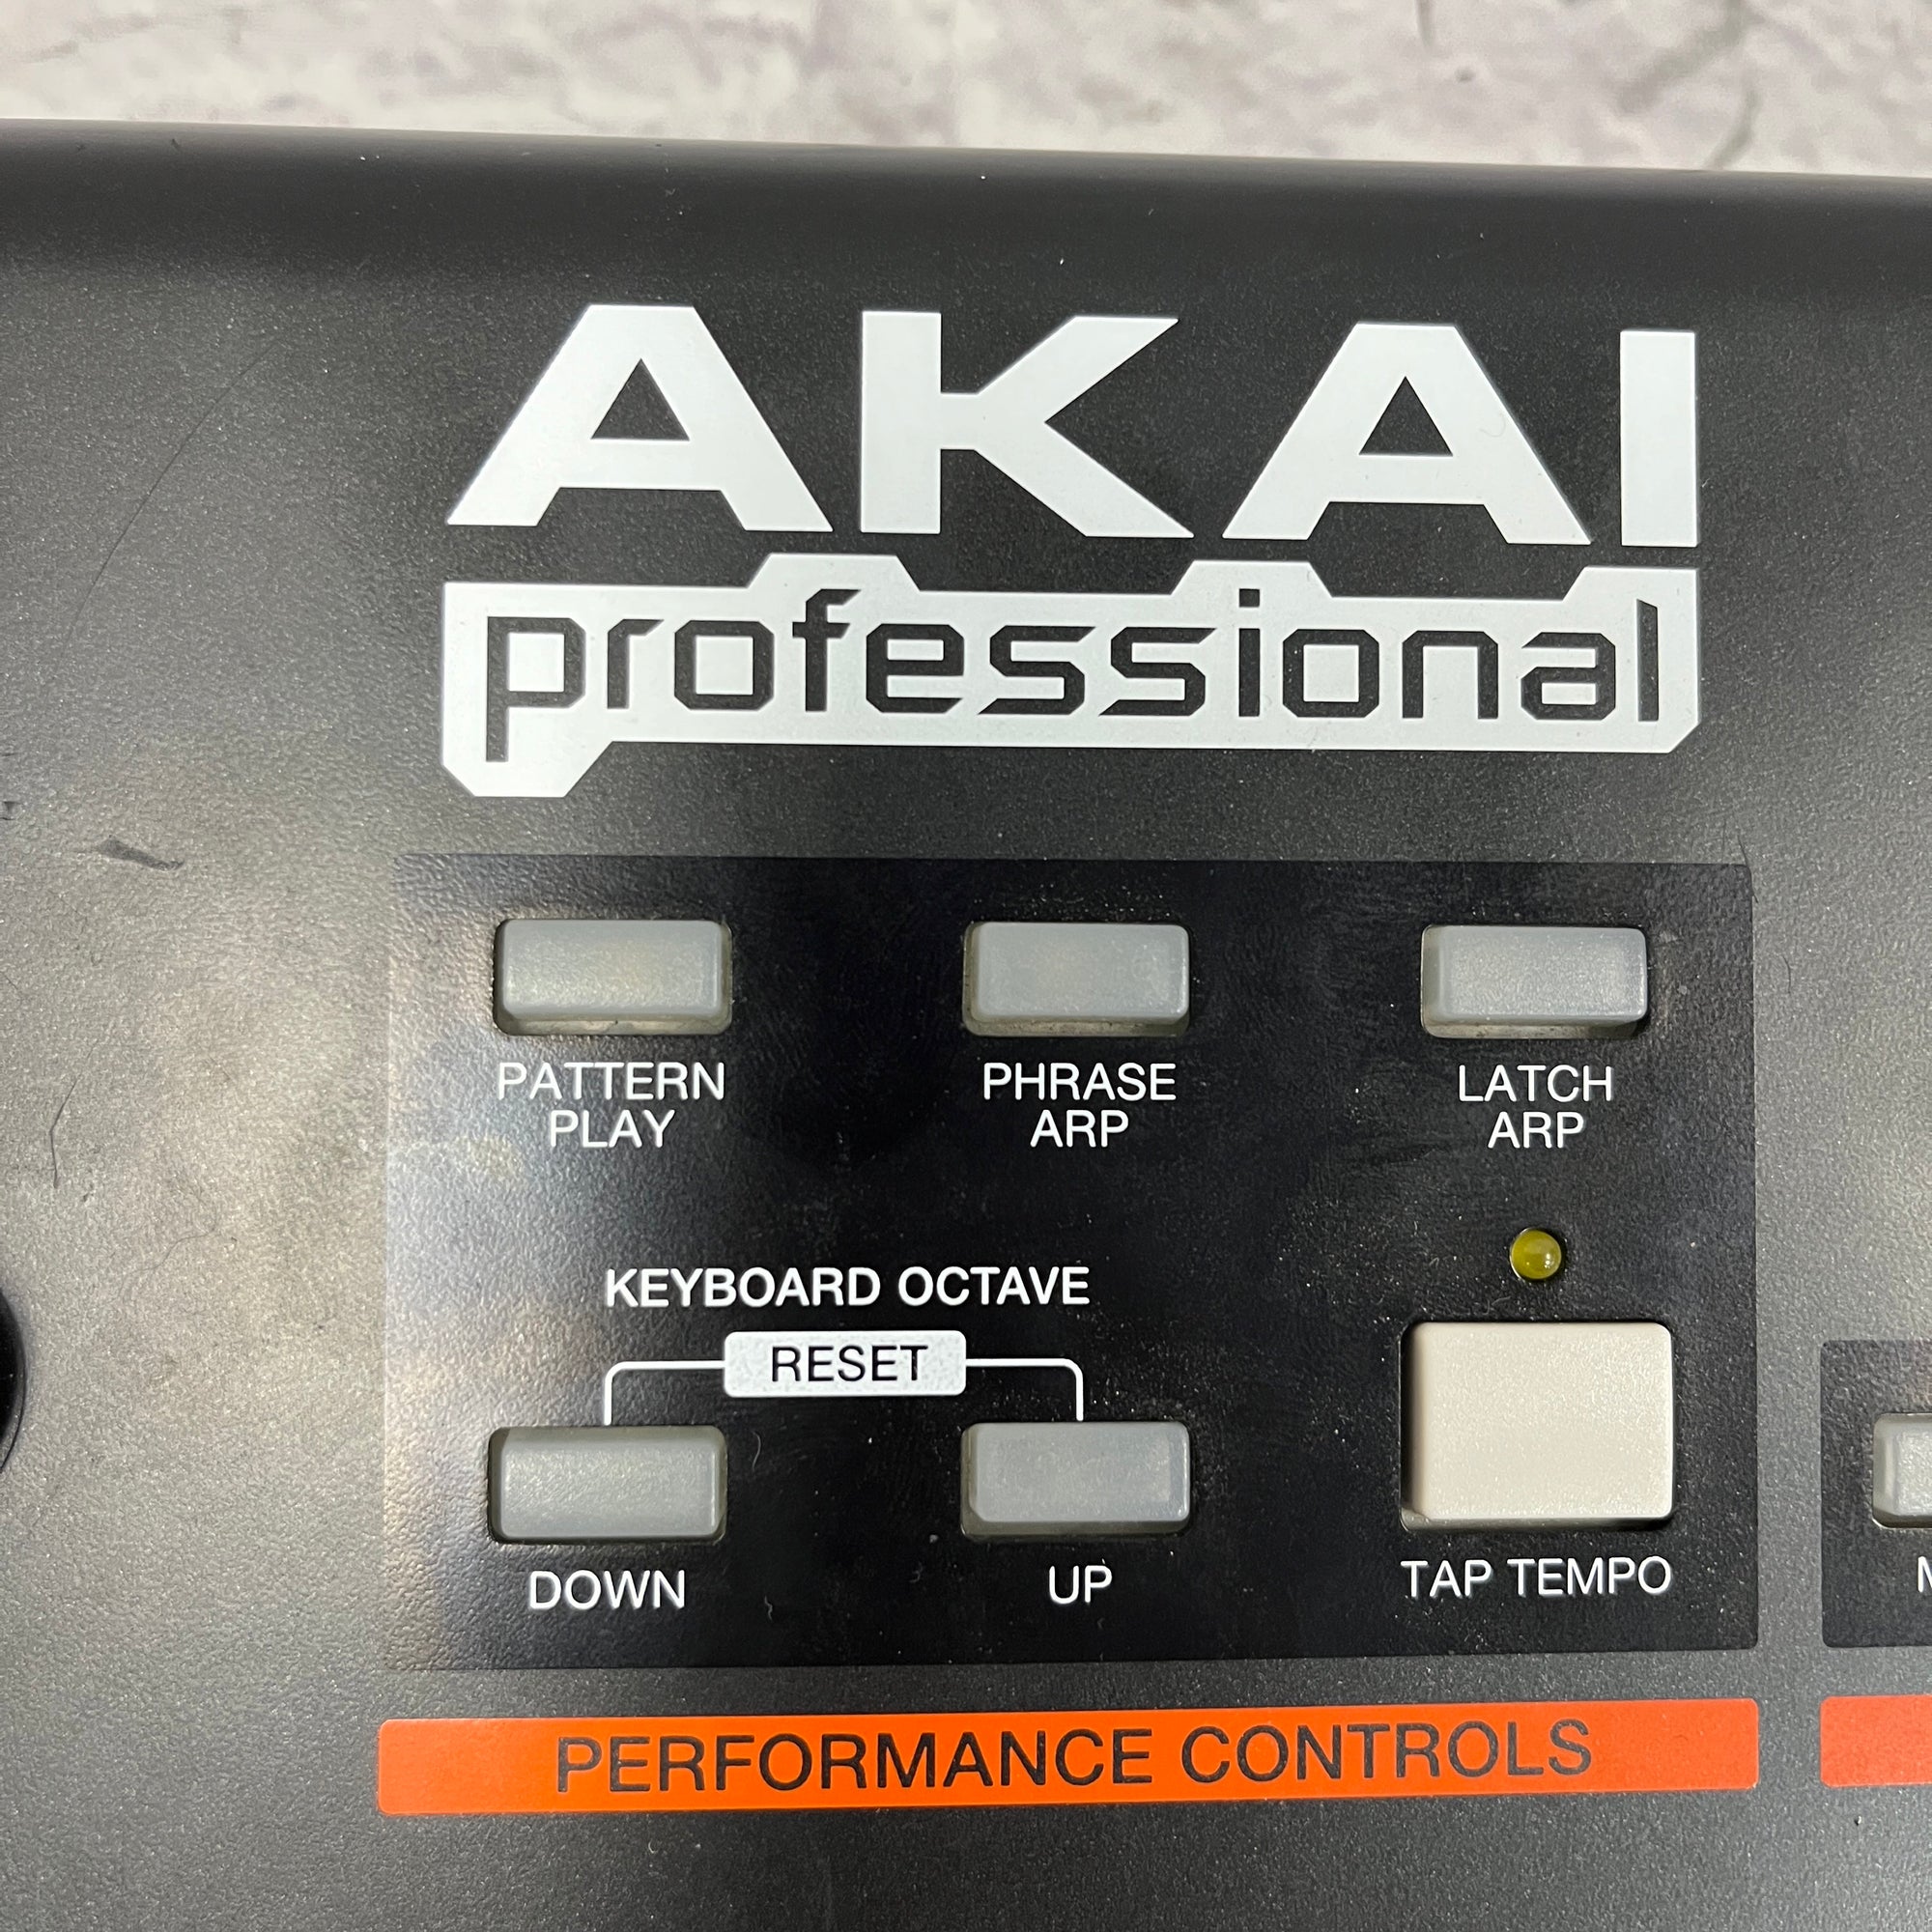 AKAI
professional
PATTERN PLAY
PHRASE ARP
LATCH ARP
KEYBOARD OCTAVE
RESET
DOWN
UP
TAP TEMPO
PERFORMANCE CONTROLS